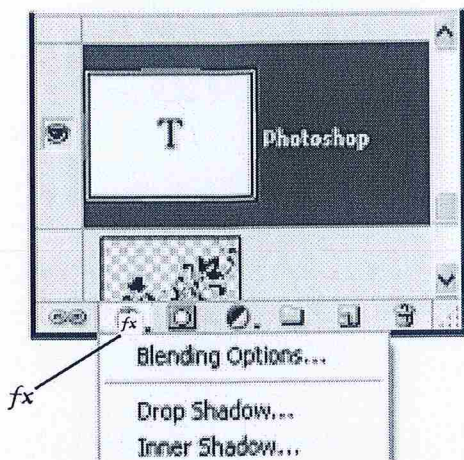 T
Photoshop
fx
Blending Options...
fx
Drop Shadow...
Inner Shadow...